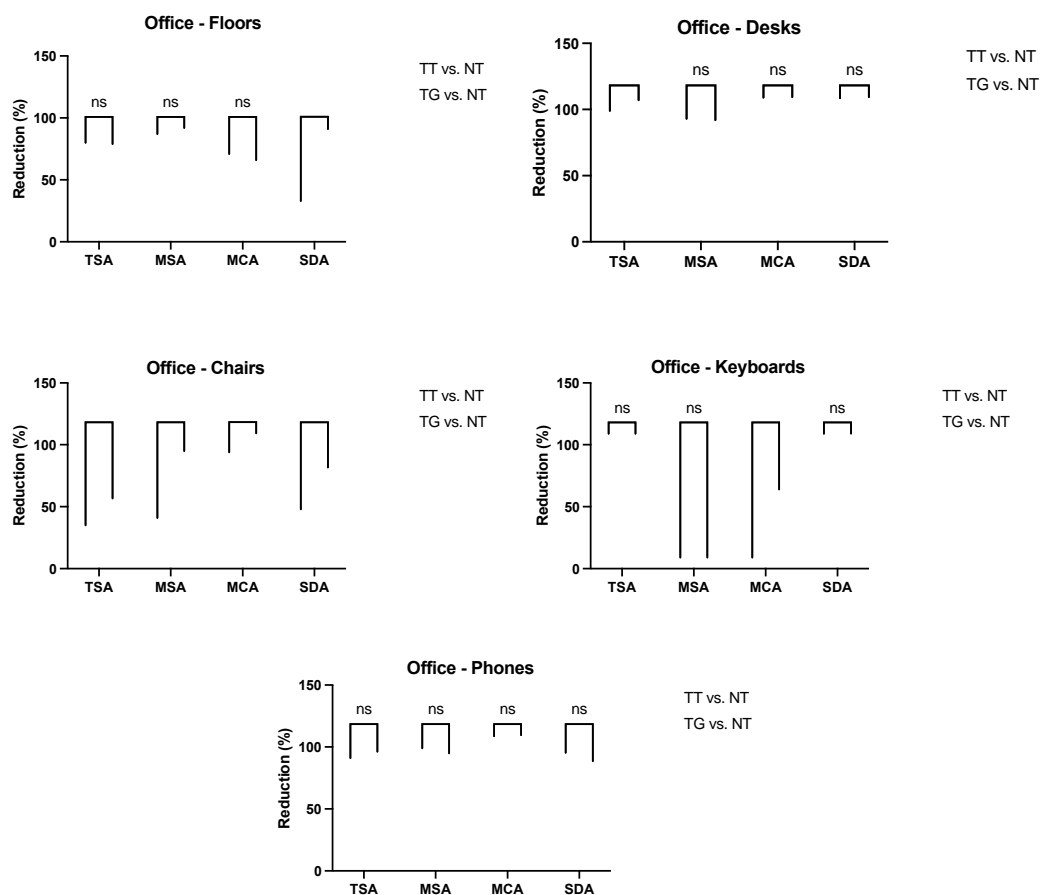 Office - Floors
Reduction (%)
150
100
50
0
ns
ns
ns
TSA
MSA
MCA
SDA
TT vs. NT
TG vs. NT
Office - Desks
Reduction (%)
150
100
50
0
ns
ns
ns
TSA
MSA
MCA
SDA
TT vs. NT
TG vs. NT
Office - Chairs
Reduction (%)
150
100
50
0
TSA
MSA
MCA
SDA
TT vs. NT
TG vs. NT
Office - Keyboards
Reduction (%)
150
100
50
0
ns
ns
ns
TSA
MSA
MCA
SDA
TT vs. NT
TG vs. NT
Office - Phones
Reduction (%)
150
100
50
0
ns
ns
ns
ns
TSA
MSA
MCA
SDA
TT vs. NT
TG vs. NT